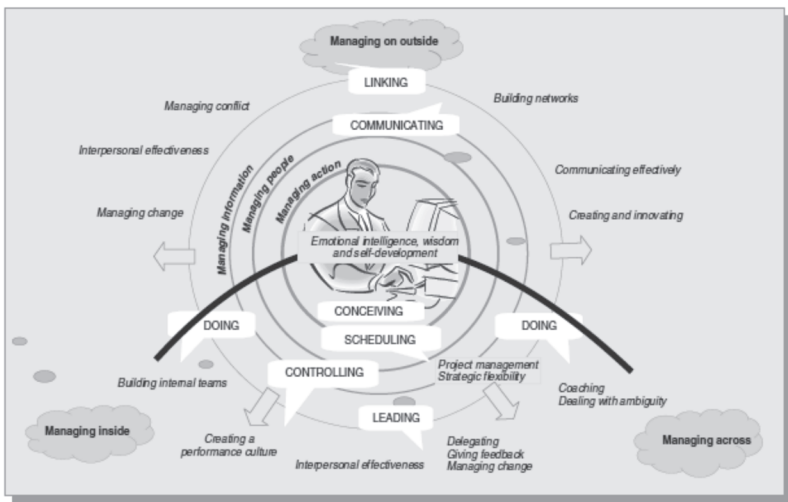 Managing on outside
LINKING
Managing conflict
Building networks
COMMUNICATING
Interpersonal effectiveness
Communicating effectively
Managing information
Managing people
Managing action
Managing change
Creating and innovating
Emotional intelligence, wisdom
and self-development
CONCEIVING
DOING
DOING
SCHEDULING
CONTROLLING
Project management
Strategic flexibility
Building internal teams
Coaching
Dealing with ambiguity
LEADING
Managing inside
Managing across
Creating a
performance culture
Delegating
Giving feedback
Managing change
Interpersonal effectiveness